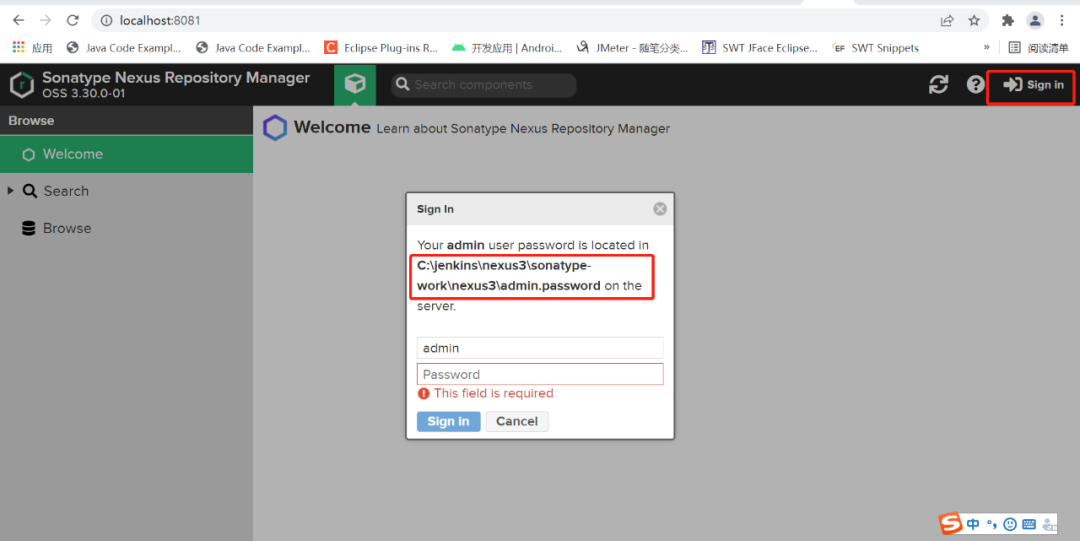 localhost:8081
应用 Java Code Exampl... Java Code Exampl... Eclipse Plug-ins R... 开发应用 | Androi... JMeter - 随笔分类... SWT JFace Eclipse... EF SWT Snippets » 阅读清单
Sonatype Nexus Repository Manager
OSS 3.30.0-01
Search components
Sign in
Browse
Welcome
Search
Browse
Welcome Learn about Sonatype Nexus Repository Manager
Sign In
Your admin user password is located in
C:\jenkins\nexus3\sonatype-
work\nexus3\admin.password on the
server.
admin
Password
This field is required
Sign in Cancel
S 中